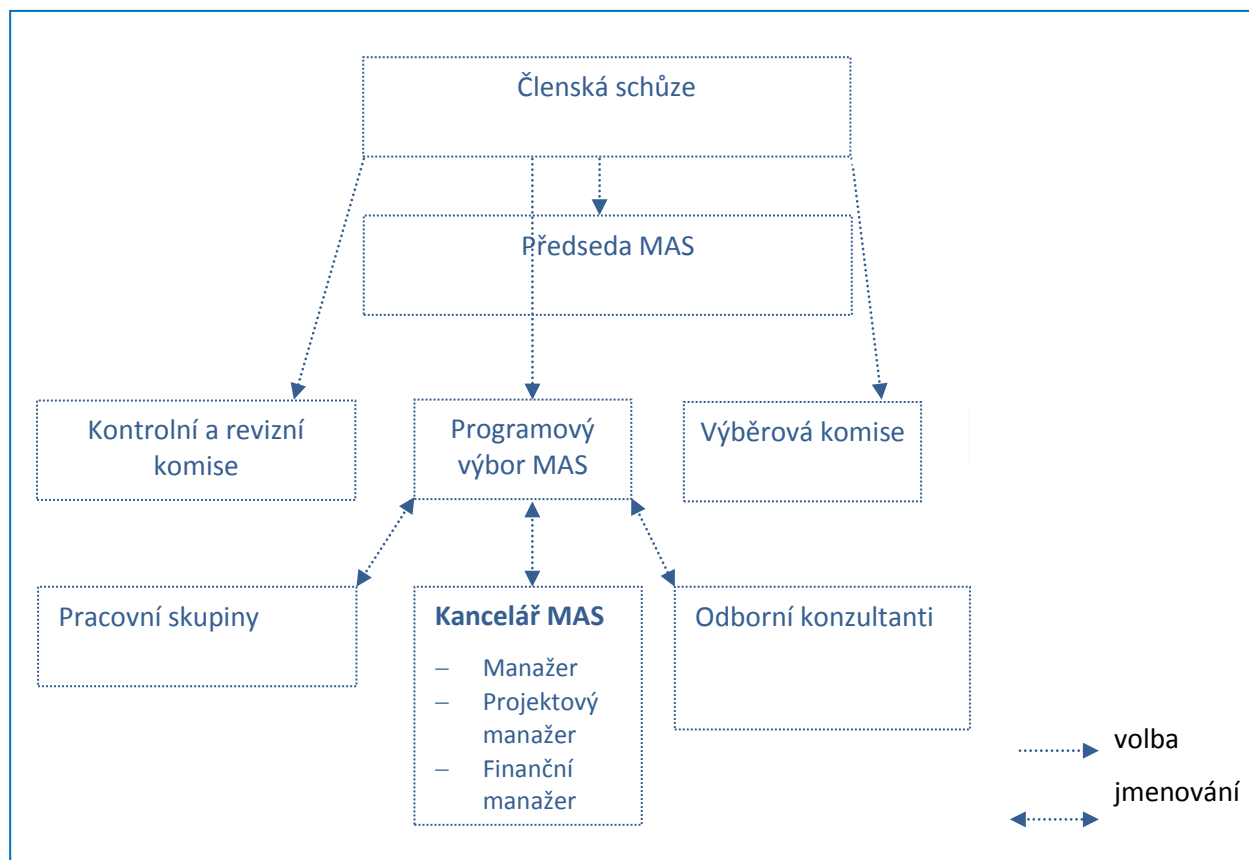 Členská schůze
Předseda MAS
Kontrolní a revizní
komise
Programový
výbor MAS
Výběrová komise
Pracovní skupiny
Kancelář MAS
– Manažer
– Projektový
manažer
– Finanční
manažer
Odborní konzultanti
volba
jmenování